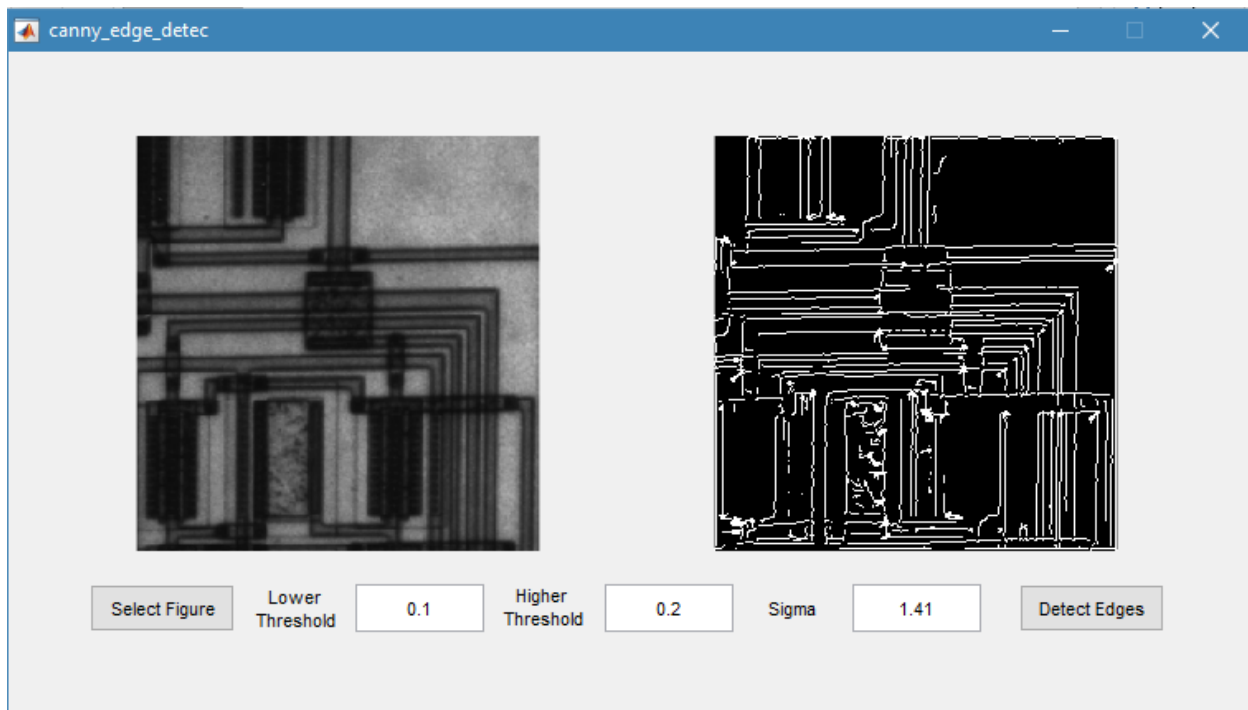 canny_edge_detec
Select Figure
Lower
Threshold
0.1
Higher
Threshold
0.2
Sigma
1.41
Detect Edges